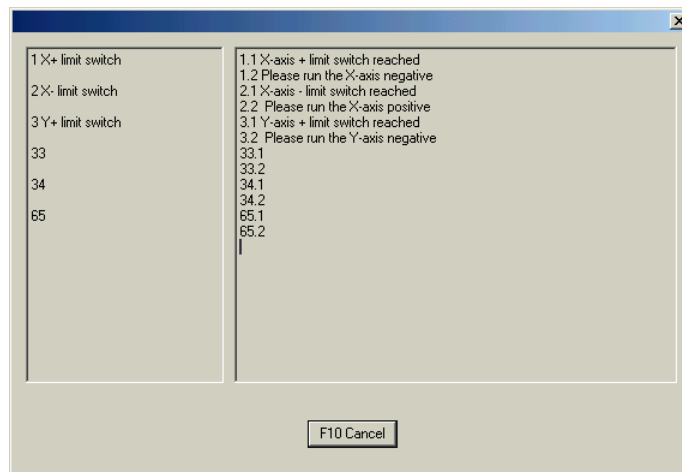 1 X+ limit switch
2 X- limit switch
3 Y+ limit switch
33
34
65
1.1 X-axis + limit switch reached
1.2 Please run the X-axis negative
2.1 X-axis - limit switch reached
2.2  Please run the X-axis positive
3.1 Y-axis + limit switch reached
3.2  Please run the Y-axis negative
33.1
33.2
34.1
34.2
65.1
65.2
F10 Cancel